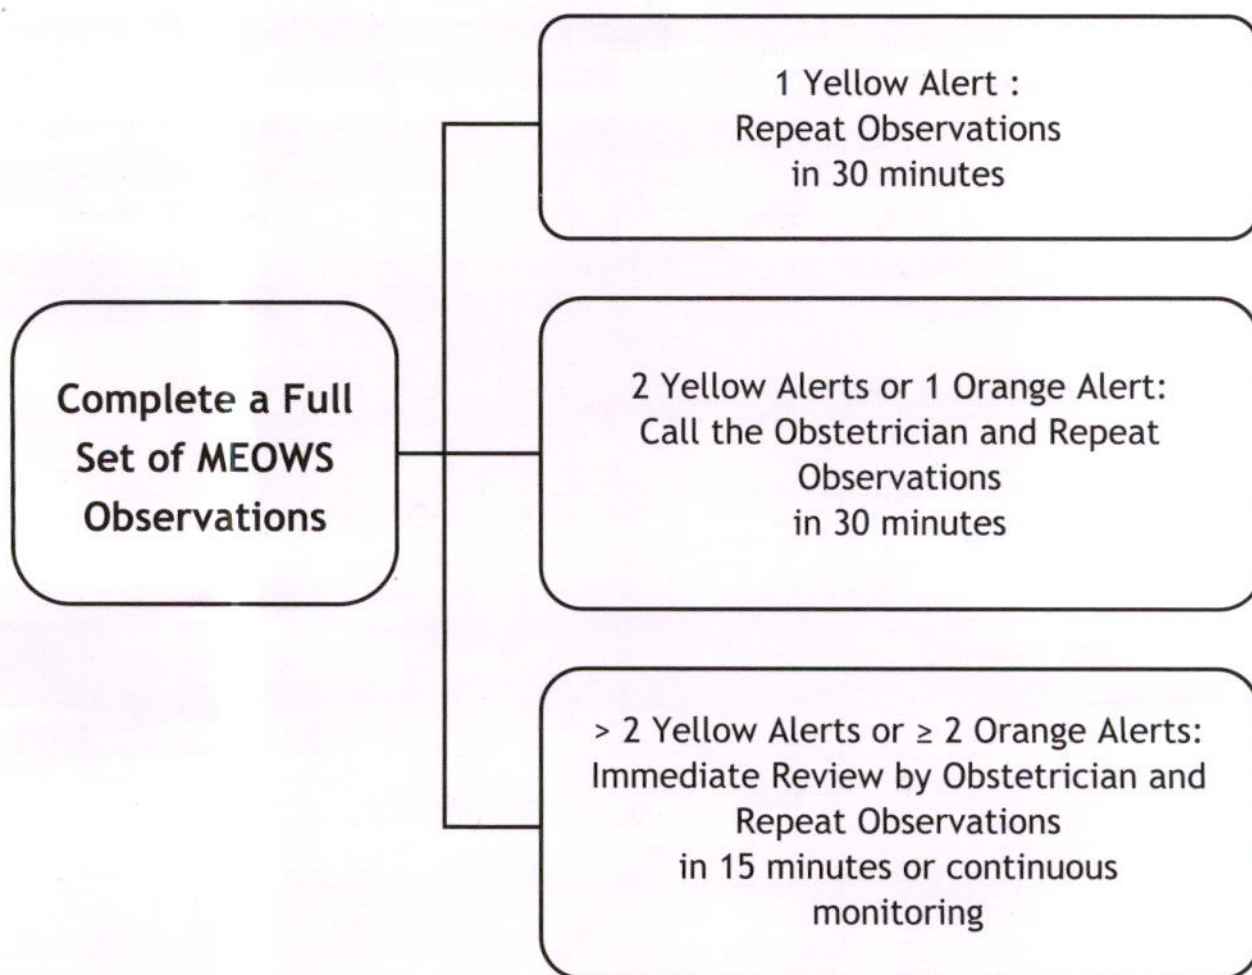 Complete a Full
Set of MEOWS
Observations
1 Yellow Alert :
Repeat Observations
in 30 minutes
2 Yellow Alerts or 1 Orange Alert:
Call the Obstetrician and Repeat
Observations
in 30 minutes
> 2 Yellow Alerts or ≥ 2 Orange Alerts:
Immediate Review by Obstetrician and
Repeat Observations
in 15 minutes or continuous
monitoring